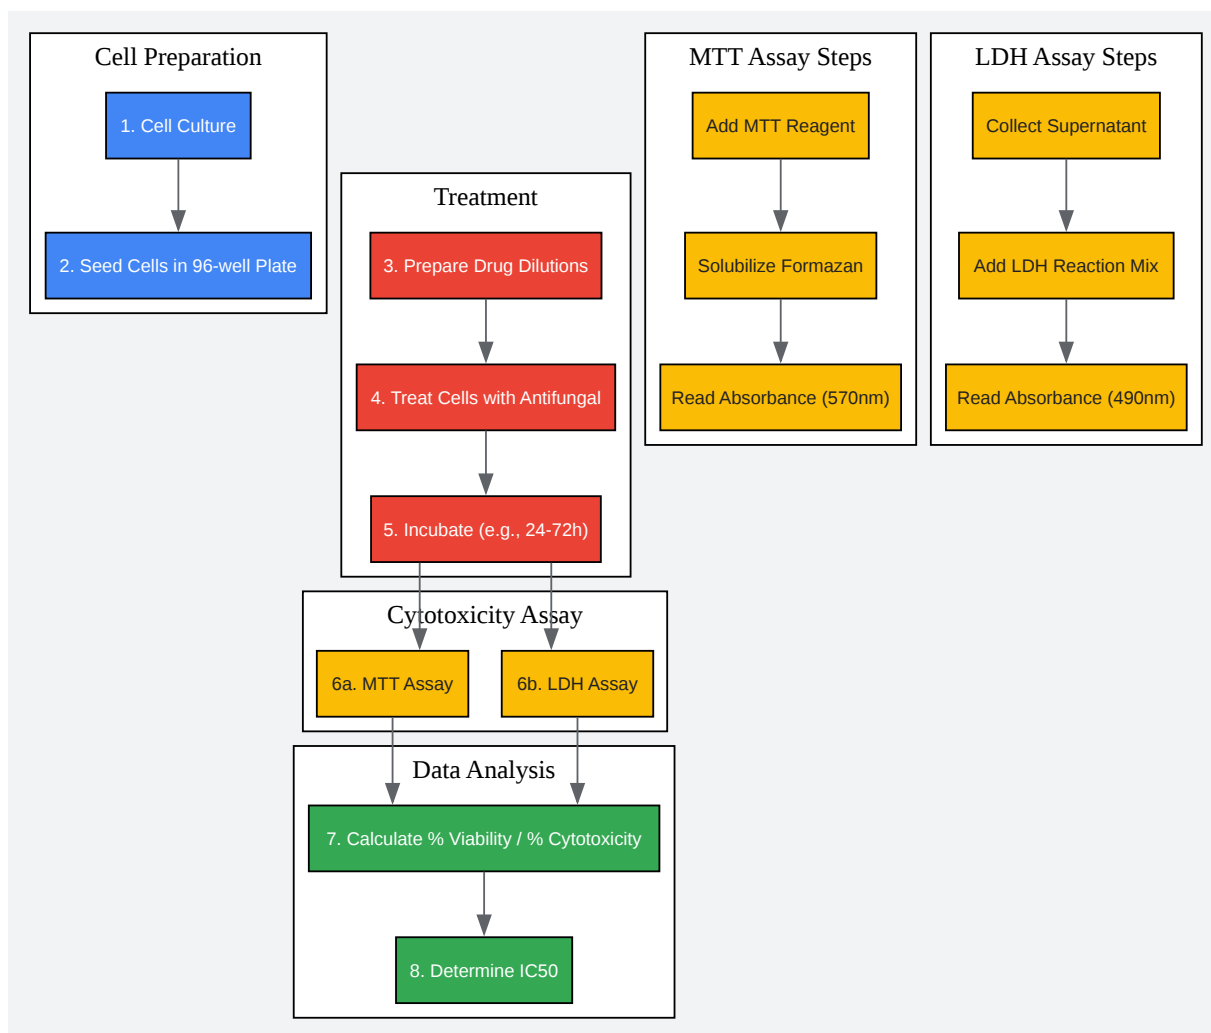 Cell Preparation
1. Cell Culture
2. Seed Cells in 96-well Plate
Treatment
3. Prepare Drug Dilutions
4. Treat Cells with Antifungal
5. Incubate (e.g., 24-72h)
Cytotoxicity Assay
6a. MTT Assay
6b. LDH Assay
Data Analysis
7. Calculate % Viability / % Cytotoxicity
8. Determine IC50
MTT Assay Steps
Add MTT Reagent
Solubilize Formazan
Read Absorbance (570nm)
LDH Assay Steps
Collect Supernatant
Add LDH Reaction Mix
Read Absorbance (490nm)